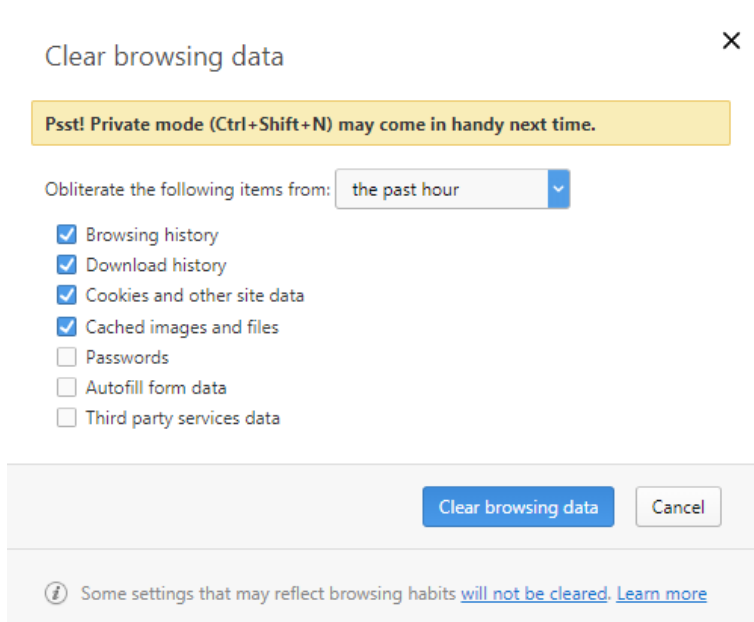 Clear browsing data
Psst! Private mode (Ctrl+Shift+N) may come in handy next time.
Obliterate the following items from: the past hour
Browsing history
Download history
Cookies and other site data
Cached images and files
Passwords
Autofill form data
Third party services data
Clear browsing data Cancel
Some settings that may reflect browsing habits will not be cleared. Learn more